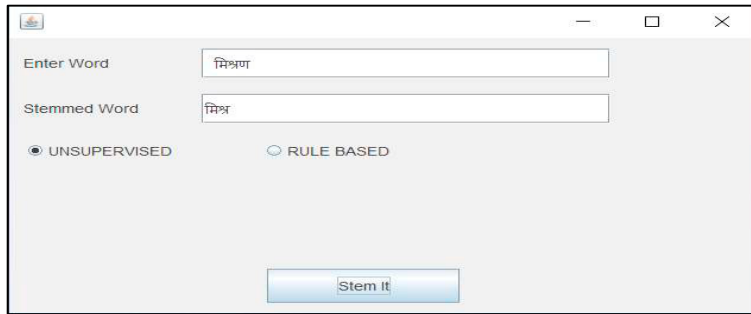 Enter Word मिश्रण
Stemmed Word मिश्र
UNSUPERVISED RULE BASED
Stem It